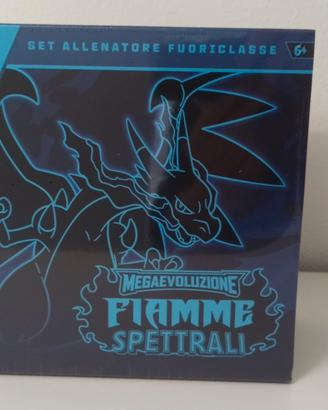 SET ALLENATORE FUORICLASSE
6+
MEGAEVOLUZIONE
FIAMME
SPETTRALI